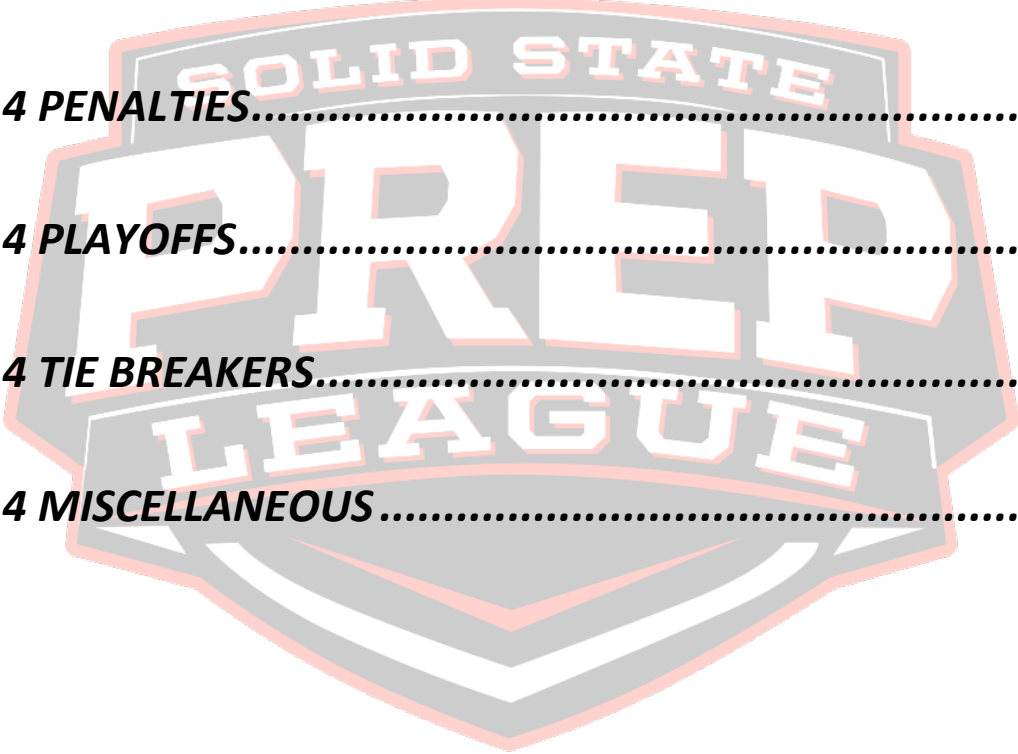 SOLID STATE
4 PENALTIES............................................................
PREP
4 PLAYOFFS.............................................................
4 TIE BREAKERS.......................................................
LEAGUE
4 MISCELLANEOUS ..................................................